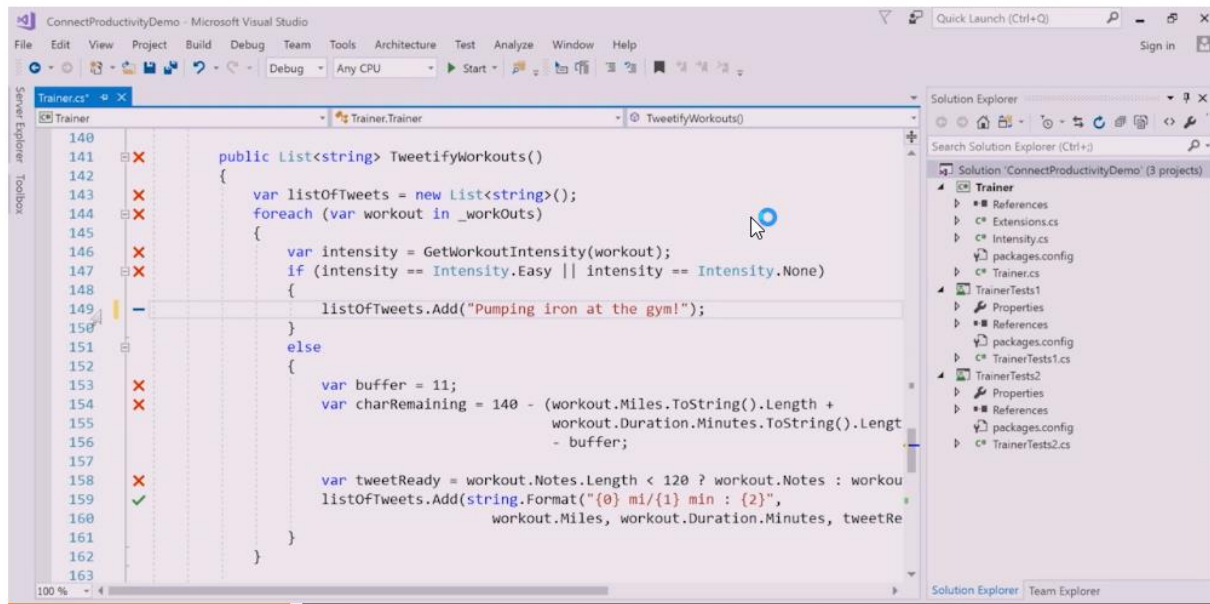 ConnectProductivityDemo - Microsoft Visual Studio
Quick Launch (Ctrl+Q)
File Edit View Project Build Debug Team Tools Architecture Test Analyze Window Help
Sign in
Debug Any CPU Start
Server Explorer
Toolbox
Trainer.cs*
Trainer Trainer.Trainer TweetifyWorkouts()
140
141 public List<string> TweetifyWorkouts()
142 {
143 var listOfTweets = new List<string>();
144 foreach (var workout in _workOuts)
145 {
146 var intensity = GetWorkoutIntensity(workout);
147 if (intensity == Intensity.Easy || intensity == Intensity.None)
148 {
149 listOfTweets.Add("Pumping iron at the gym!");
150 }
151 else
152 {
153 var buffer = 11;
154 var charRemaining = 140 - (workout.Miles.ToString().Length +
155 workout.Duration.Minutes.ToString().Lengt
156 - buffer;
157
158 var tweetReady = workout.Notes.Length < 120 ? workout.Notes : workou
159 listOfTweets.Add(string.Format("{0} mi/{1} min : {2}",
160 workout.Miles, workout.Duration.Minutes, tweetRe
161 }
162 }
163
100 %
Solution Explorer
Search Solution Explorer (Ctrl+;)
Solution 'ConnectProductivityDemo' (3 projects)
Trainer
References
Extensions.cs
Intensity.cs
packages.config
Trainer.cs
TrainerTests1
Properties
References
packages.config
TrainerTests1.cs
TrainerTests2
Properties
References
packages.config
TrainerTests2.cs
Solution Explorer Team Explorer